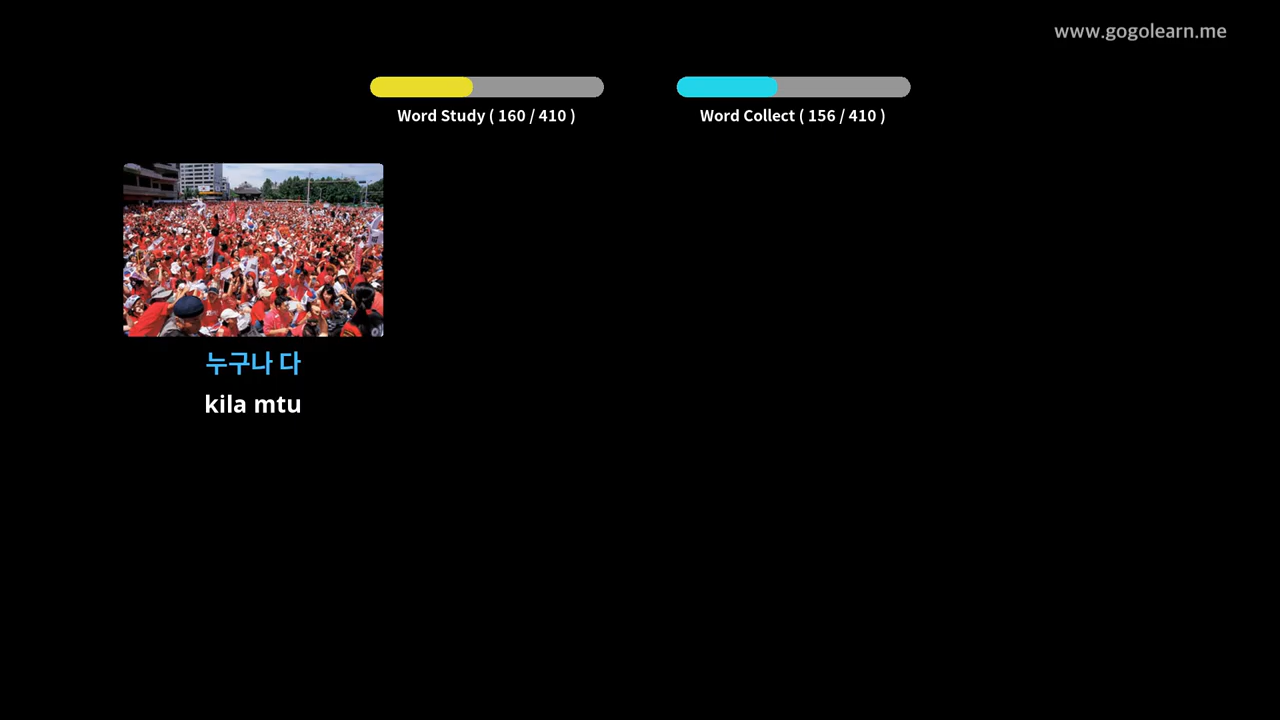 www.gogolearn.me
Word Study ( 160 / 410 )
Word Collect ( 156 / 410 )
누구나 다
kila mtu